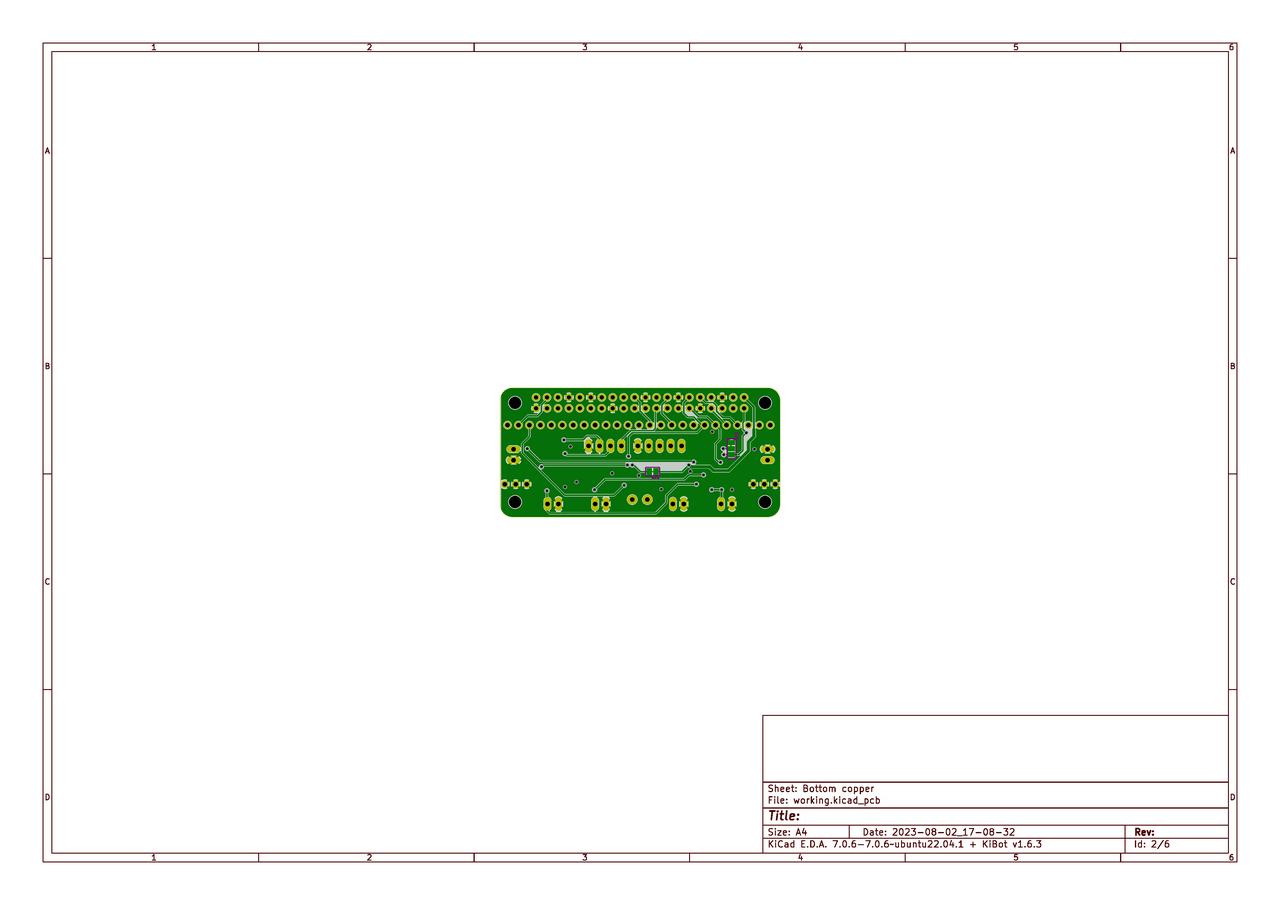 1 2 3 4 5 6
A A
B B
C C
D D
Sheet: Bottom copper
File: working.kicad_pcb
Title:
Size: A4 Date: 2023-08-02_17-08-32 Rev:
KiCad E.D.A. 7.0.6-7.0.6~ubuntu22.04.1 + KiBot v1.6.3 Id: 2/6
1 2 3 4 5 6